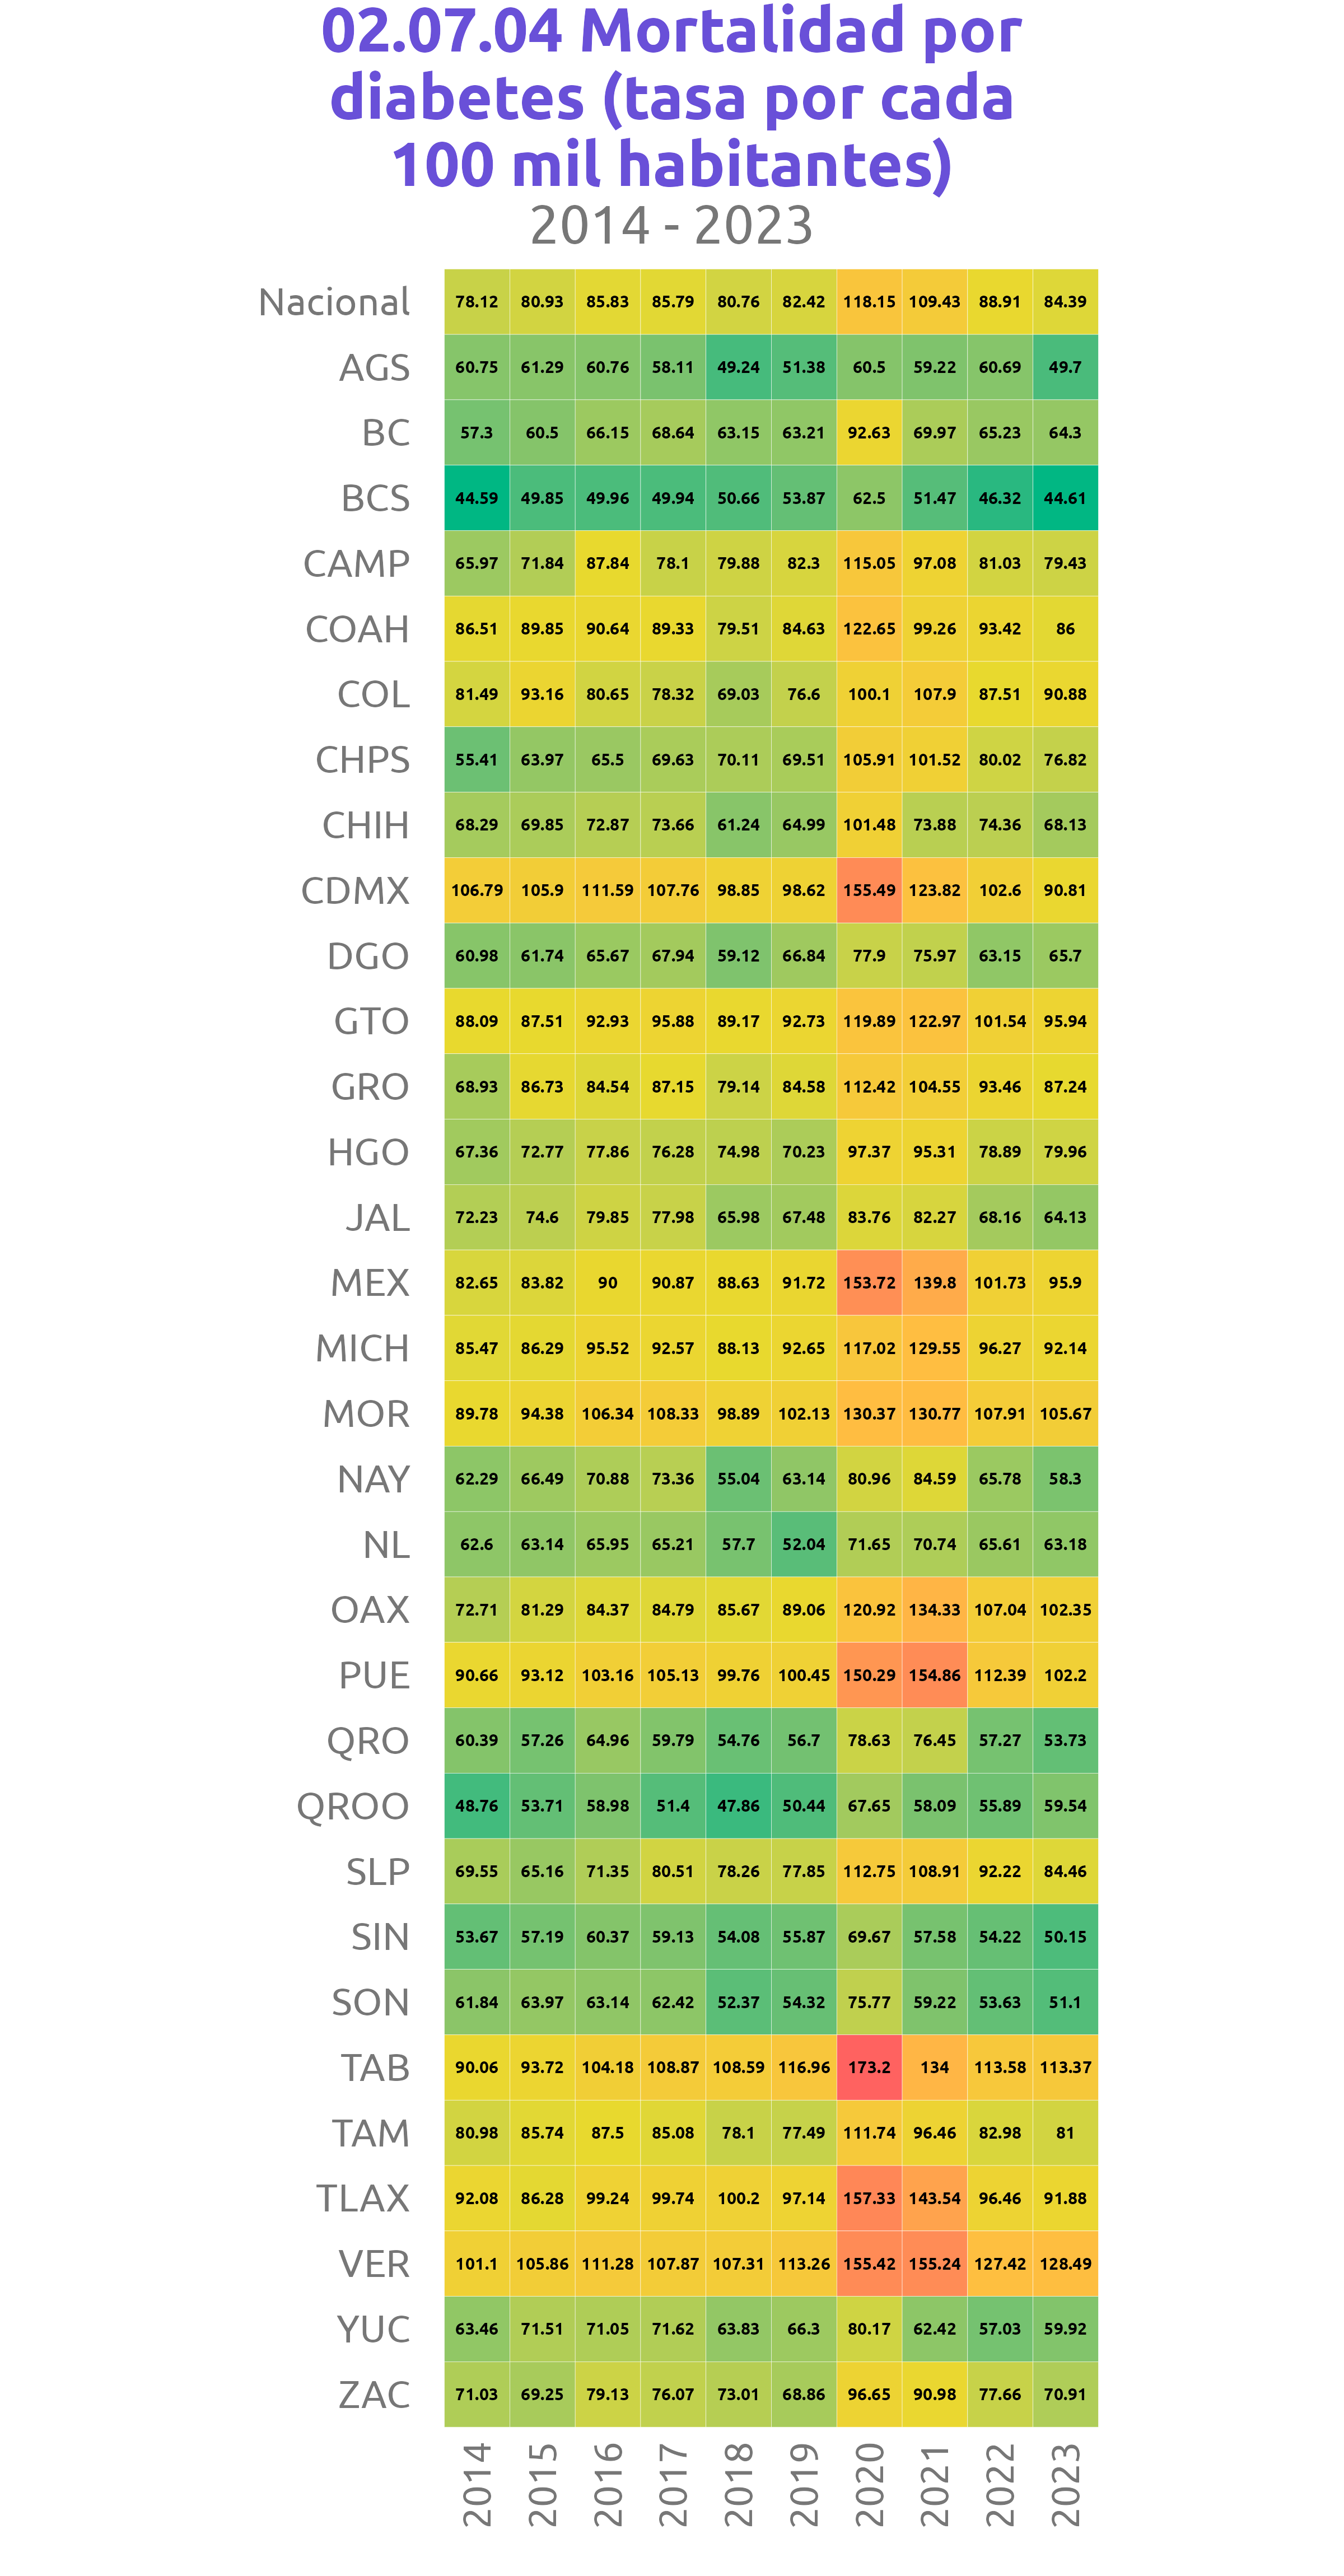 02.07.04 Mortalidad por
diabetes (tasa por cada
100 mil habitantes)
2014 - 2023
Nacional 78.12 80.93 85.83 85.79 80.76 82.42 118.15 109.43 88.91 84.39
AGS 60.75 61.29 60.76 58.11 49.24 51.38 60.5 59.22 60.69 49.7
BC 57.3 60.5 66.15 68.64 63.15 63.21 92.63 69.97 65.23 64.3
BCS 44.59 49.85 49.96 49.94 50.66 53.87 62.5 51.47 46.32 44.61
CAMP 65.97 71.84 87.84 78.1 79.88 82.3 115.05 97.08 81.03 79.43
COAH 86.51 89.85 90.64 89.33 79.51 84.63 122.65 99.26 93.42 86
COL 81.49 93.16 80.65 78.32 69.03 76.6 100.1 107.9 87.51 90.88
CHPS 55.41 63.97 65.5 69.63 70.11 69.51 105.91 101.52 80.02 76.82
CHIH 68.29 69.85 72.87 73.66 61.24 64.99 101.48 73.88 74.36 68.13
CDMX 106.79 105.9 111.59 107.76 98.85 98.62 155.49 123.82 102.6 90.81
DGO 60.98 61.74 65.67 67.94 59.12 66.84 77.9 75.97 63.15 65.7
GTO 88.09 87.51 92.93 95.88 89.17 92.73 119.89 122.97 101.54 95.94
GRO 68.93 86.73 84.54 87.15 79.14 84.58 112.42 104.55 93.46 87.24
HGO 67.36 72.77 77.86 76.28 74.98 70.23 97.37 95.31 78.89 79.96
JAL 72.23 74.6 79.85 77.98 65.98 67.48 83.76 82.27 68.16 64.13
MEX 82.65 83.82 90 90.87 88.63 91.72 153.72 139.8 101.73 95.9
MICH 85.47 86.29 95.52 92.57 88.13 92.65 117.02 129.55 96.27 92.14
MOR 89.78 94.38 106.34 108.33 98.89 102.13 130.37 130.77 107.91 105.67
NAY 62.29 66.49 70.88 73.36 55.04 63.14 80.96 84.59 65.78 58.3
NL 62.6 63.14 65.95 65.21 57.7 52.04 71.65 70.74 65.61 63.18
OAX 72.71 81.29 84.37 84.79 85.67 89.06 120.92 134.33 107.04 102.35
PUE 90.66 93.12 103.16 105.13 99.76 100.45 150.29 154.86 112.39 102.2
QRO 60.39 57.26 64.96 59.79 54.76 56.7 78.63 76.45 57.27 53.73
QROO 48.76 53.71 58.98 51.4 47.86 50.44 67.65 58.09 55.89 59.54
SLP 69.55 65.16 71.35 80.51 78.26 77.85 112.75 108.91 92.22 84.46
SIN 53.67 57.19 60.37 59.13 54.08 55.87 69.67 57.58 54.22 50.15
SON 61.84 63.97 63.14 62.42 52.37 54.32 75.77 59.22 53.63 51.1
TAB 90.06 93.72 104.18 108.87 108.59 116.96 173.2 134 113.58 113.37
TAM 80.98 85.74 87.5 85.08 78.1 77.49 111.74 96.46 82.98 81
TLAX 92.08 86.28 99.24 99.74 100.2 97.14 157.33 143.54 96.46 91.88
VER 101.1 105.86 111.28 107.87 107.31 113.26 155.42 155.24 127.42 128.49
YUC 63.46 71.51 71.05 71.62 63.83 66.3 80.17 62.42 57.03 59.92
ZAC 71.03 69.25 79.13 76.07 73.01 68.86 96.65 90.98 77.66 70.91
2014 2015 2016 2017 2018 2019 2020 2021 2022 2023